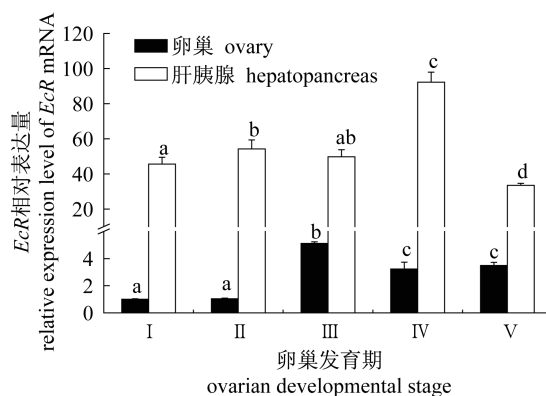 EcR相对表达量
relative expression level of EcR mRNA
卵巢 ovary
肝胰腺 hepatopancreas
120
100
80
60
40
20
4
2
0
a
b
ab
c
d
a
a
b
c
c
Ⅰ
Ⅱ
Ⅲ
Ⅳ
Ⅴ
卵巢发育期
ovarian developmental stage